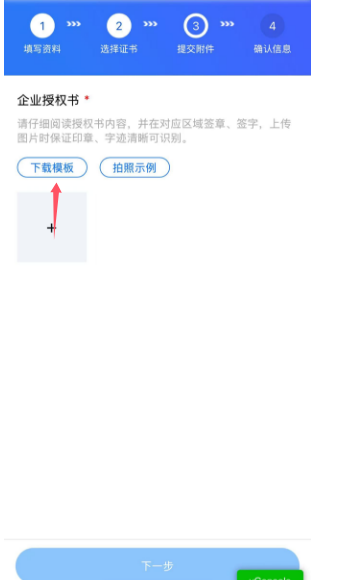 1 »» 2 »» 3 »» 4
填写资料 选择证书 提交附件 确认信息
企业授权书 *
请仔细阅读授权书内容，并在对应区域签章、签字，上传
图片时保证印章、字迹清晰可识别。
下载模板 拍照示例
+
下一步